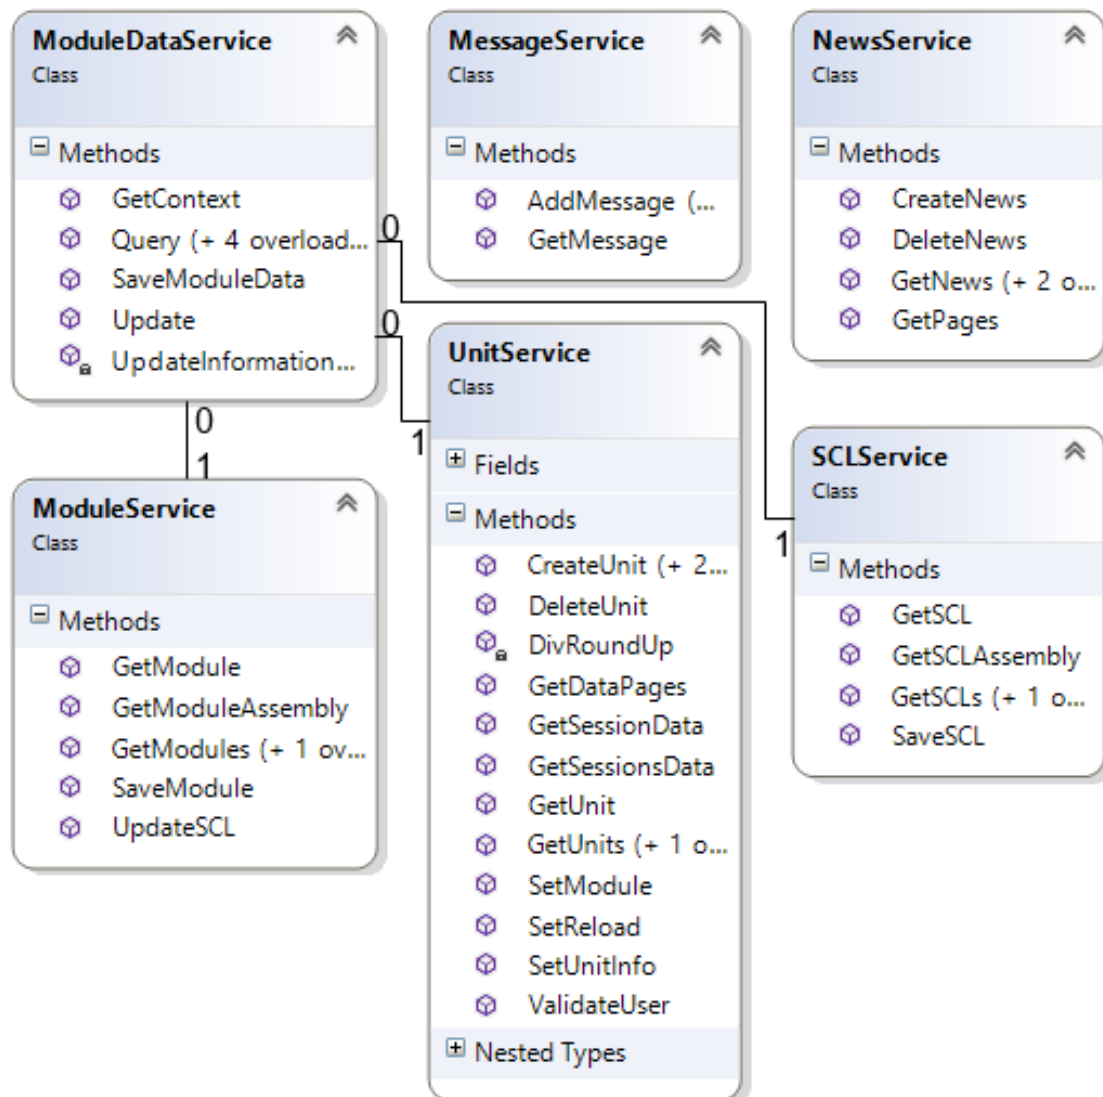 ModuleDataService
Class
Methods
GetContext
Query (+ 4 overload...
SaveModuleData
Update
UpdateInformation...
MessageService
Class
Methods
AddMessage (...
GetMessage
NewsService
Class
Methods
CreateNews
DeleteNews
GetNews (+ 2 o...
GetPages
0
0
0
1
1
1
ModuleService
Class
Methods
GetModule
GetModuleAssembly
GetModules (+ 1 ov...
SaveModule
UpdateSCL
UnitService
Class
Fields
Methods
CreateUnit (+ 2...
DeleteUnit
DivRoundUp
GetDataPages
GetSessionData
GetSessionsData
GetUnit
GetUnits (+ 1 o...
SetModule
SetReload
SetUnitInfo
ValidateUser
Nested Types
SCLService
Class
Methods
GetSCL
GetSCLAssembly
GetSCLs (+ 1 o...
SaveSCL